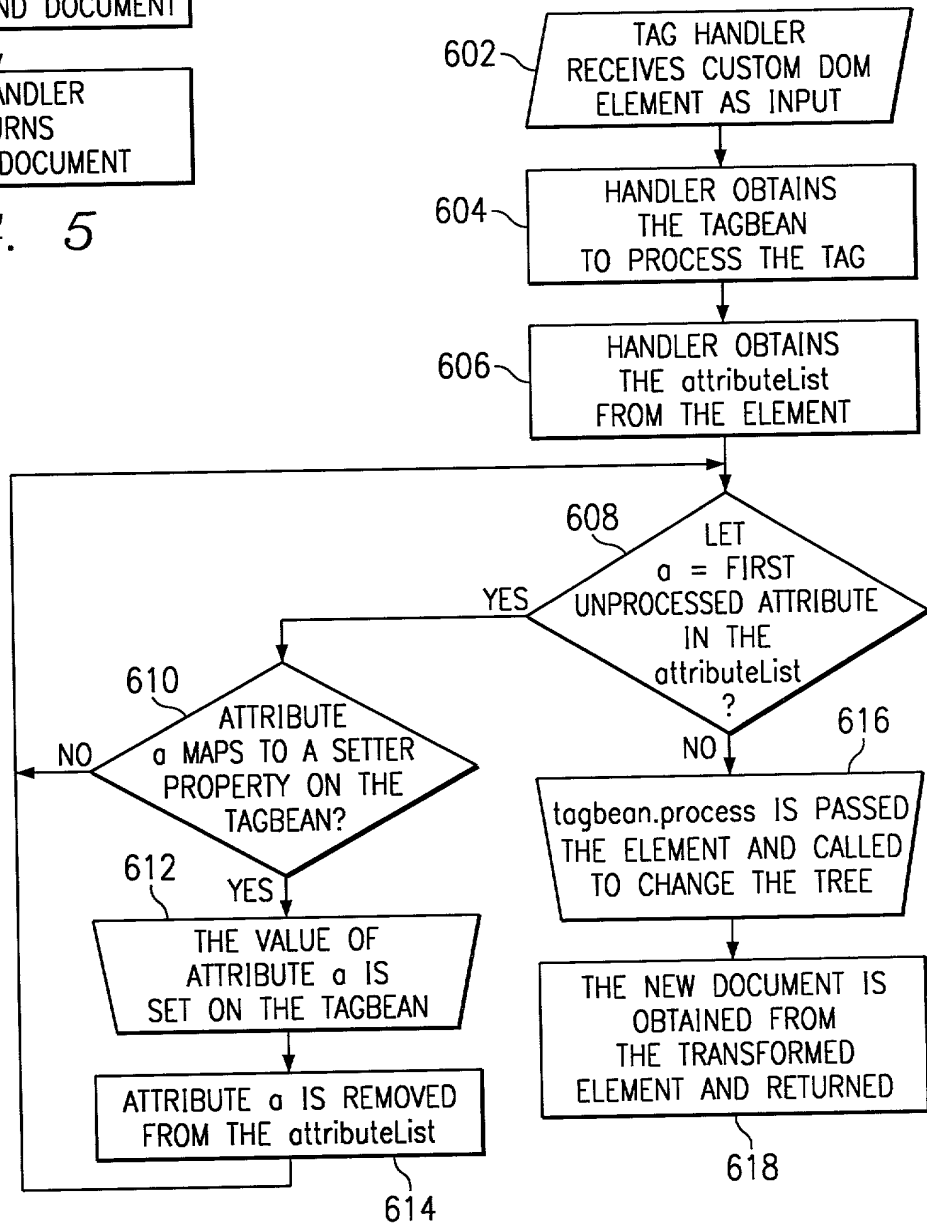 ND DOCUMENT
ANDLER
URNS
DOCUMENT
. 5
602
TAG HANDLER
RECEIVES CUSTOM DOM
ELEMENT AS INPUT
604
HANDLER OBTAINS
THE TAGBEAN
TO PROCESS THE TAG
606
HANDLER OBTAINS
THE attributeList
FROM THE ELEMENT
608
LET
a = FIRST
UNPROCESSED ATTRIBUTE
IN THE
attributeList
?
YES
NO
610
ATTRIBUTE
a MAPS TO A SETTER
PROPERTY ON THE
TAGBEAN?
NO
YES
612
THE VALUE OF
ATTRIBUTE a IS
SET ON THE TAGBEAN
ATTRIBUTE a IS REMOVED
FROM THE attributeList
614
616
tagbean.process IS PASSED
THE ELEMENT AND CALLED
TO CHANGE THE TREE
THE NEW DOCUMENT IS
OBTAINED FROM
THE TRANSFORMED
ELEMENT AND RETURNED
618